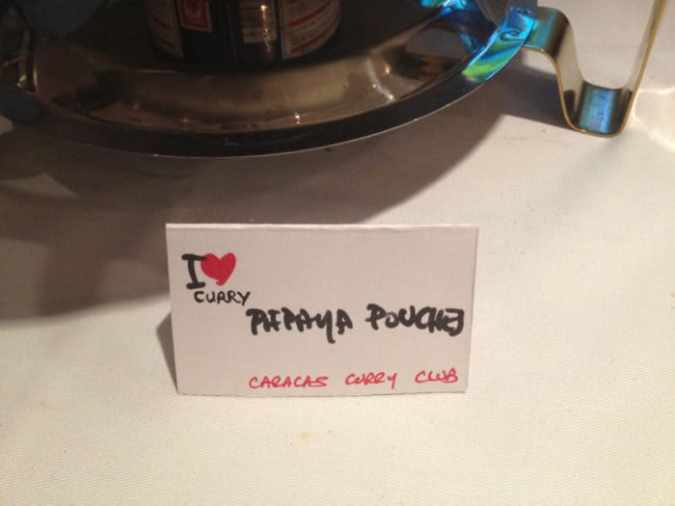 I ❤
CURRY
PAPAYA POUCHES
CARACAS CURRY CLUB